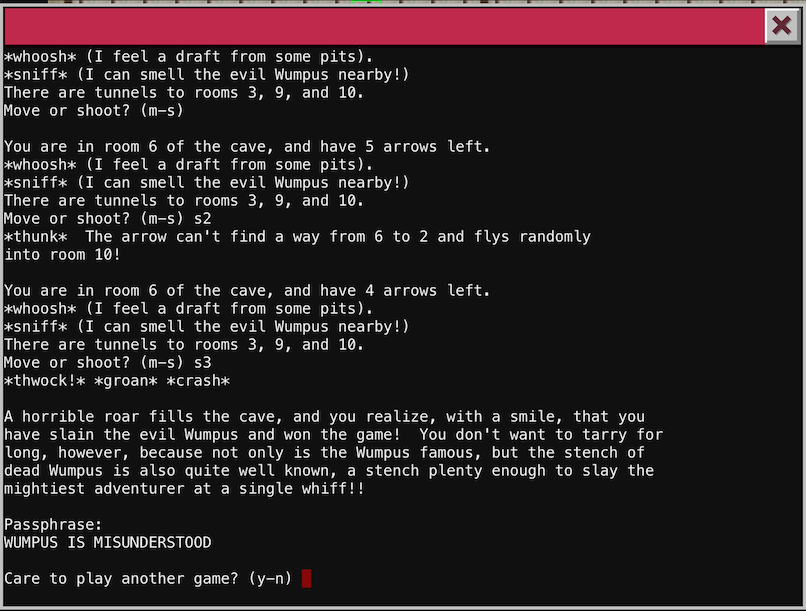 *whoosh* (I feel a draft from some pits).
*sniff* (I can smell the evil Wumpus nearby!)
There are tunnels to rooms 3, 9, and 10.
Move or shoot? (m-s)
You are in room 6 of the cave, and have 5 arrows left.
*whoosh* (I feel a draft from some pits).
*sniff* (I can smell the evil Wumpus nearby!)
There are tunnels to rooms 3, 9, and 10.
Move or shoot? (m-s) s2
*thunk*  The arrow can't find a way from 6 to 2 and flys randomly
into room 10!
You are in room 6 of the cave, and have 4 arrows left.
*whoosh* (I feel a draft from some pits).
*sniff* (I can smell the evil Wumpus nearby!)
There are tunnels to rooms 3, 9, and 10.
Move or shoot? (m-s) s3
*thwock!* *groan* *crash*
A horrible roar fills the cave, and you realize, with a smile, that you
have slain the evil Wumpus and won the game!  You don't want to tarry for
long, however, because not only is the Wumpus famous, but the stench of
dead Wumpus is also quite well known, a stench plenty enough to slay the
mightiest adventurer at a single whiff!!
Passphrase:
WUMPUS IS MISUNDERSTOOD
Care to play another game? (y-n)